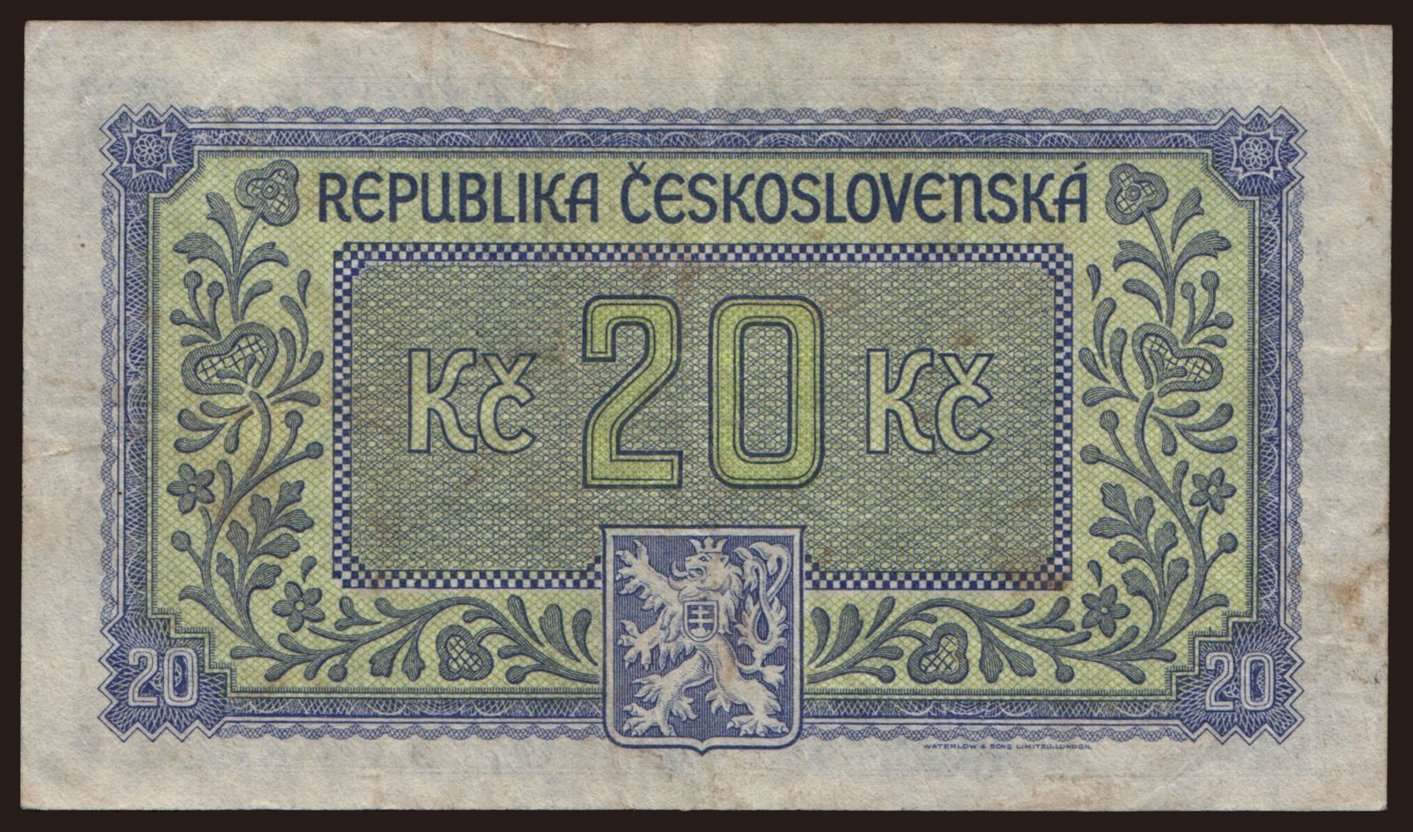 REPUBLIKA ČESKOSLOVENSKÁ
Kč 20 Kč
20 20
WATERLOW & SONS LIMITED, LONDON.